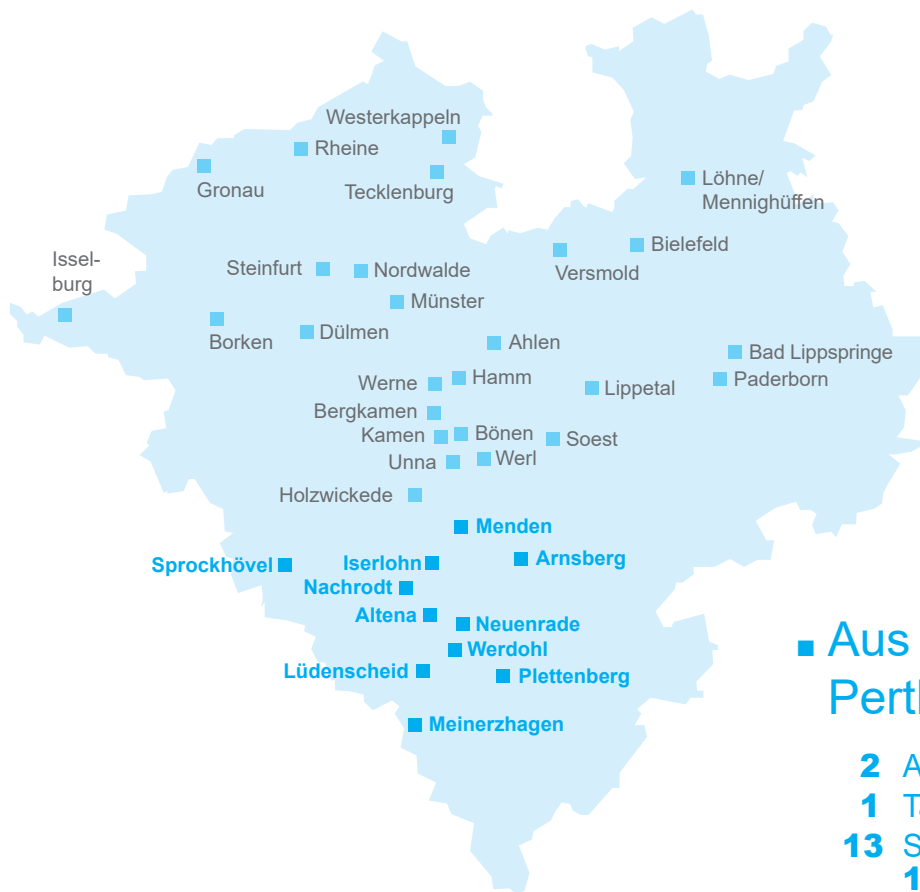 Westerkappeln
Rheine
Gronau
Tecklenburg
Löhne/
Mennighüffen
Bielefeld
Versmold
Issel-
burg
Steinfurt
Nordwalde
Münster
Borken
Dülmen
Ahlen
Bad Lippspringe
Paderborn
Werne
Hamm
Lippetal
Bergkamen
Kamen
Bönen
Soest
Unna
Werl
Holzwickede
Menden
Sprockhövel
Iserlohn
Arnsberg
Nachrodt
Altena
Neuenrade
Werdohl
Lüdenscheid
Plettenberg
Meinerzhagen
Aus
2
1
13
1